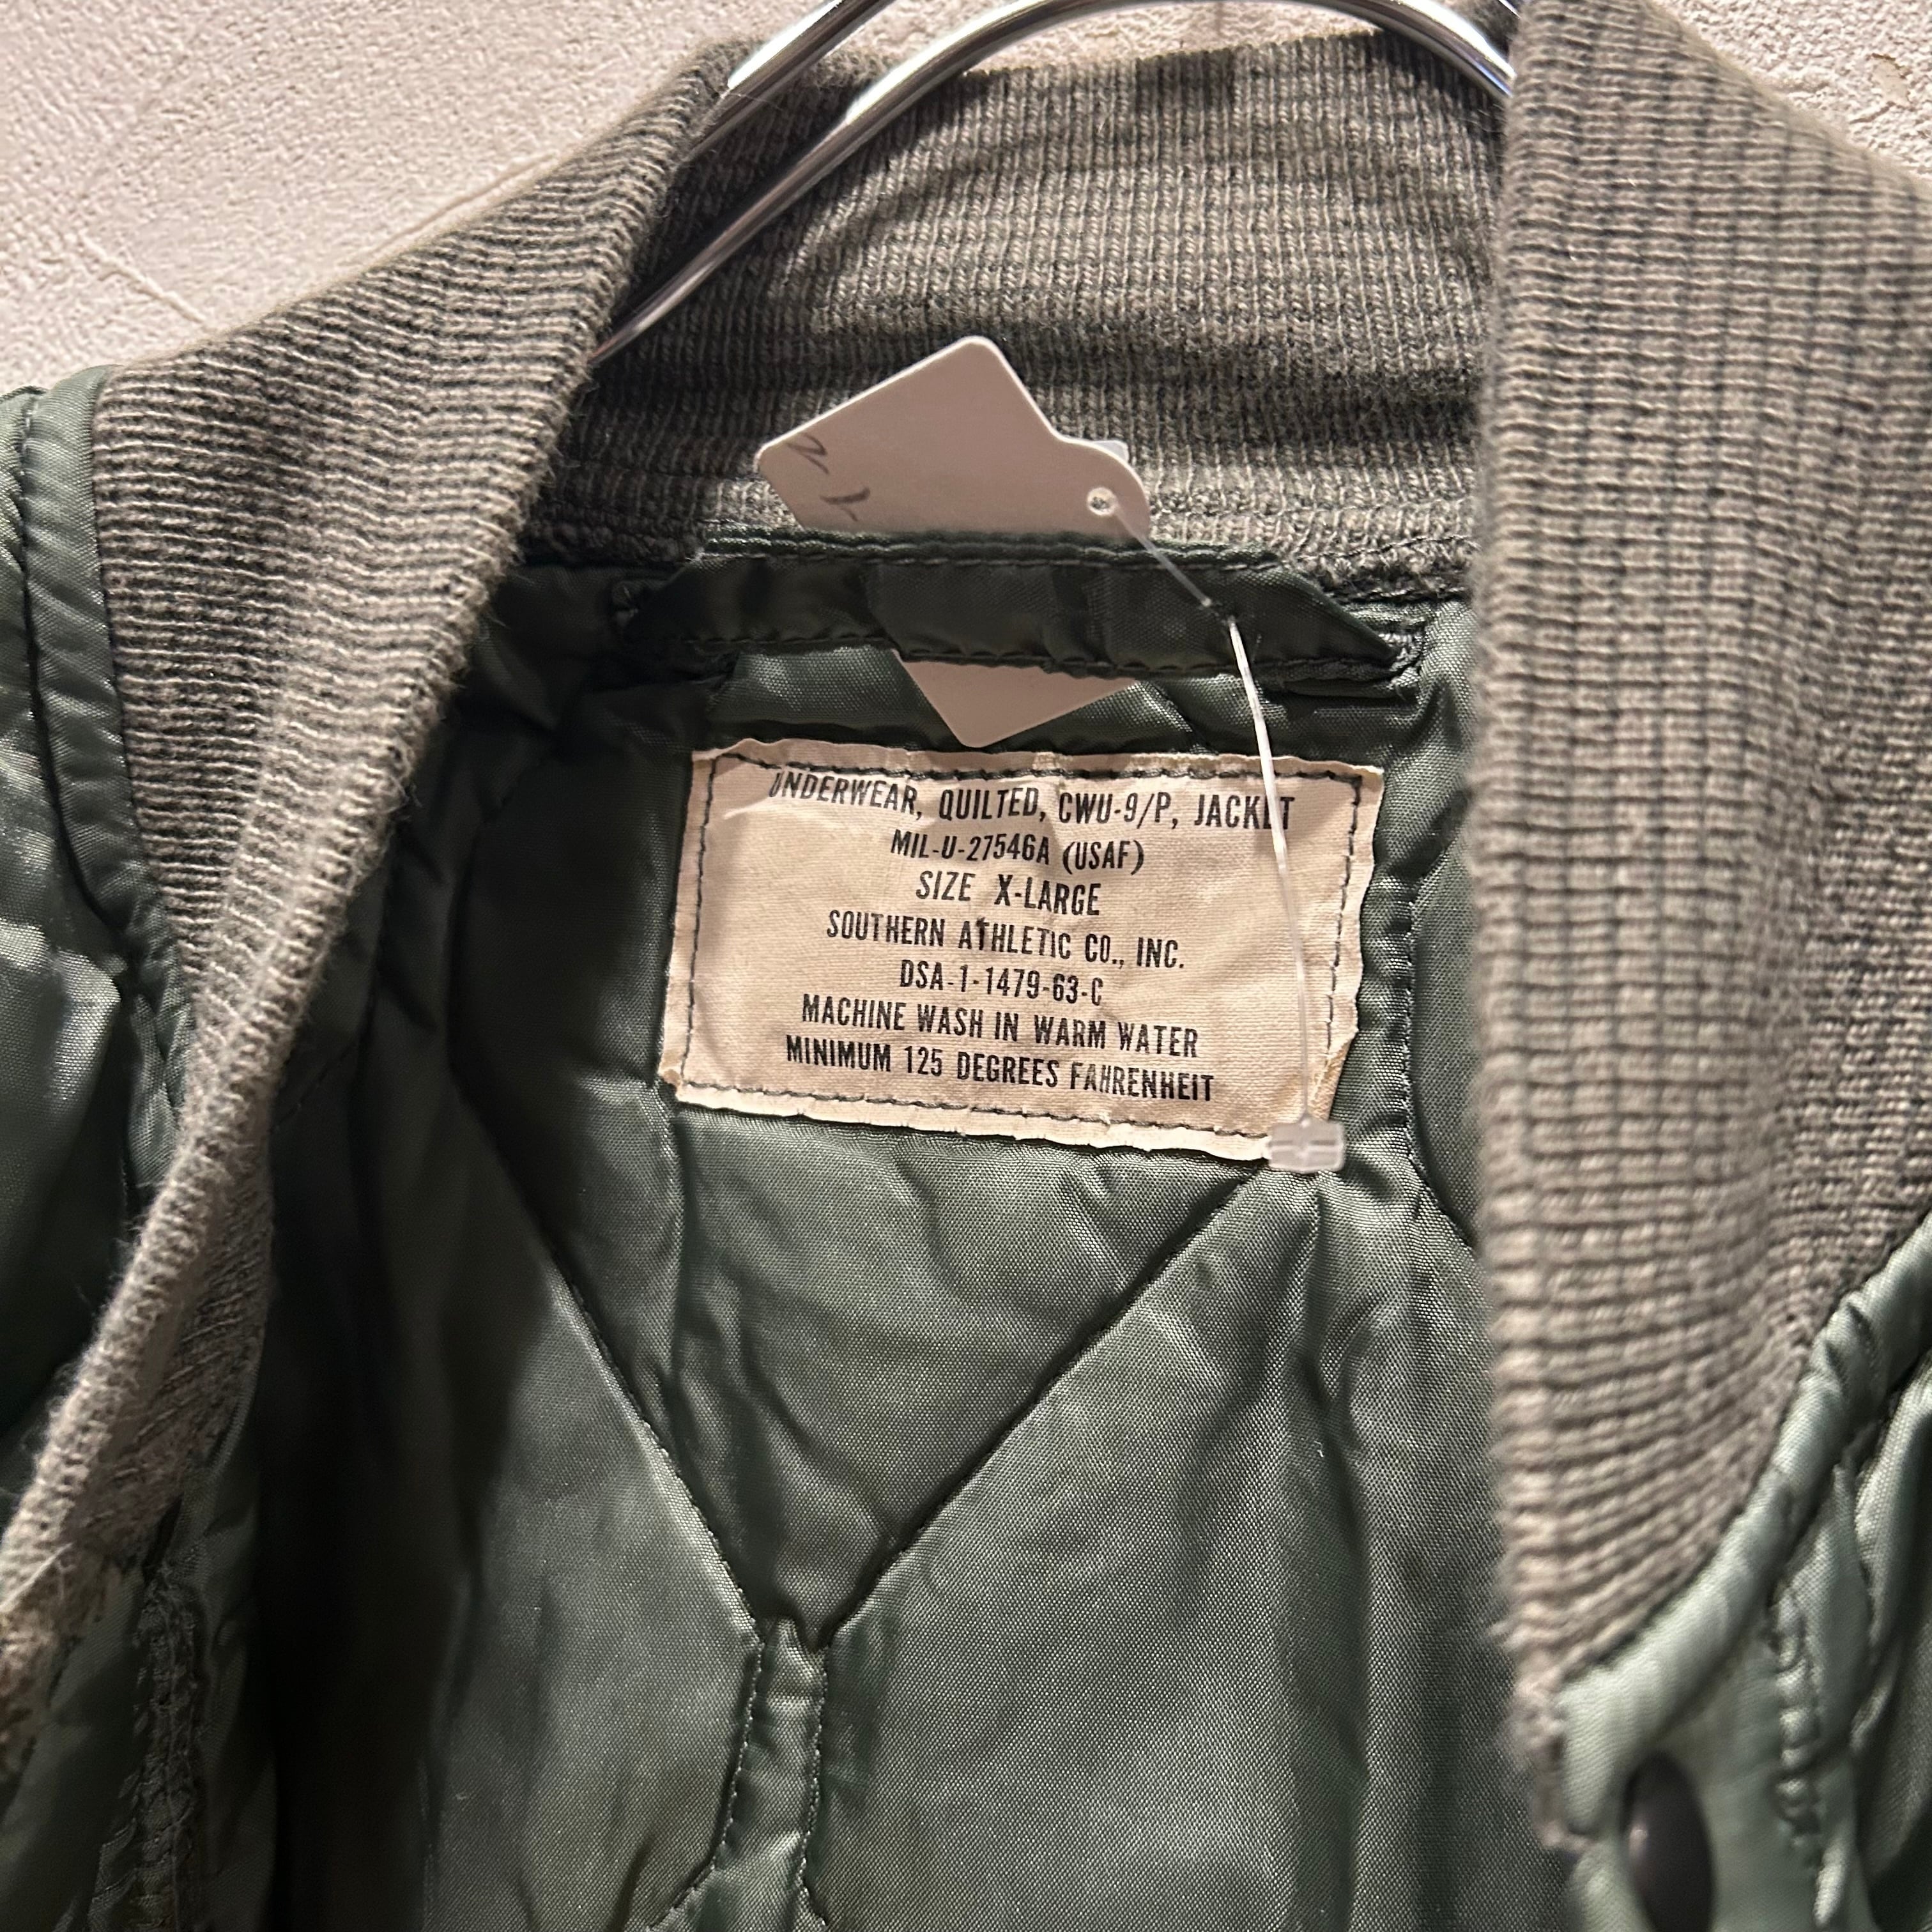 UNDERWEAR, QUILTED, CWU-9/P, JACKET
MIL-U-27546A (USAF)
SIZE X-LARGE
SOUTHERN ATHLETIC CO., INC.
DSA-1-1479-63-C
MACHINE WASH IN WARM WATER
MINIMUM 125 DEGREES FAHRENHEIT